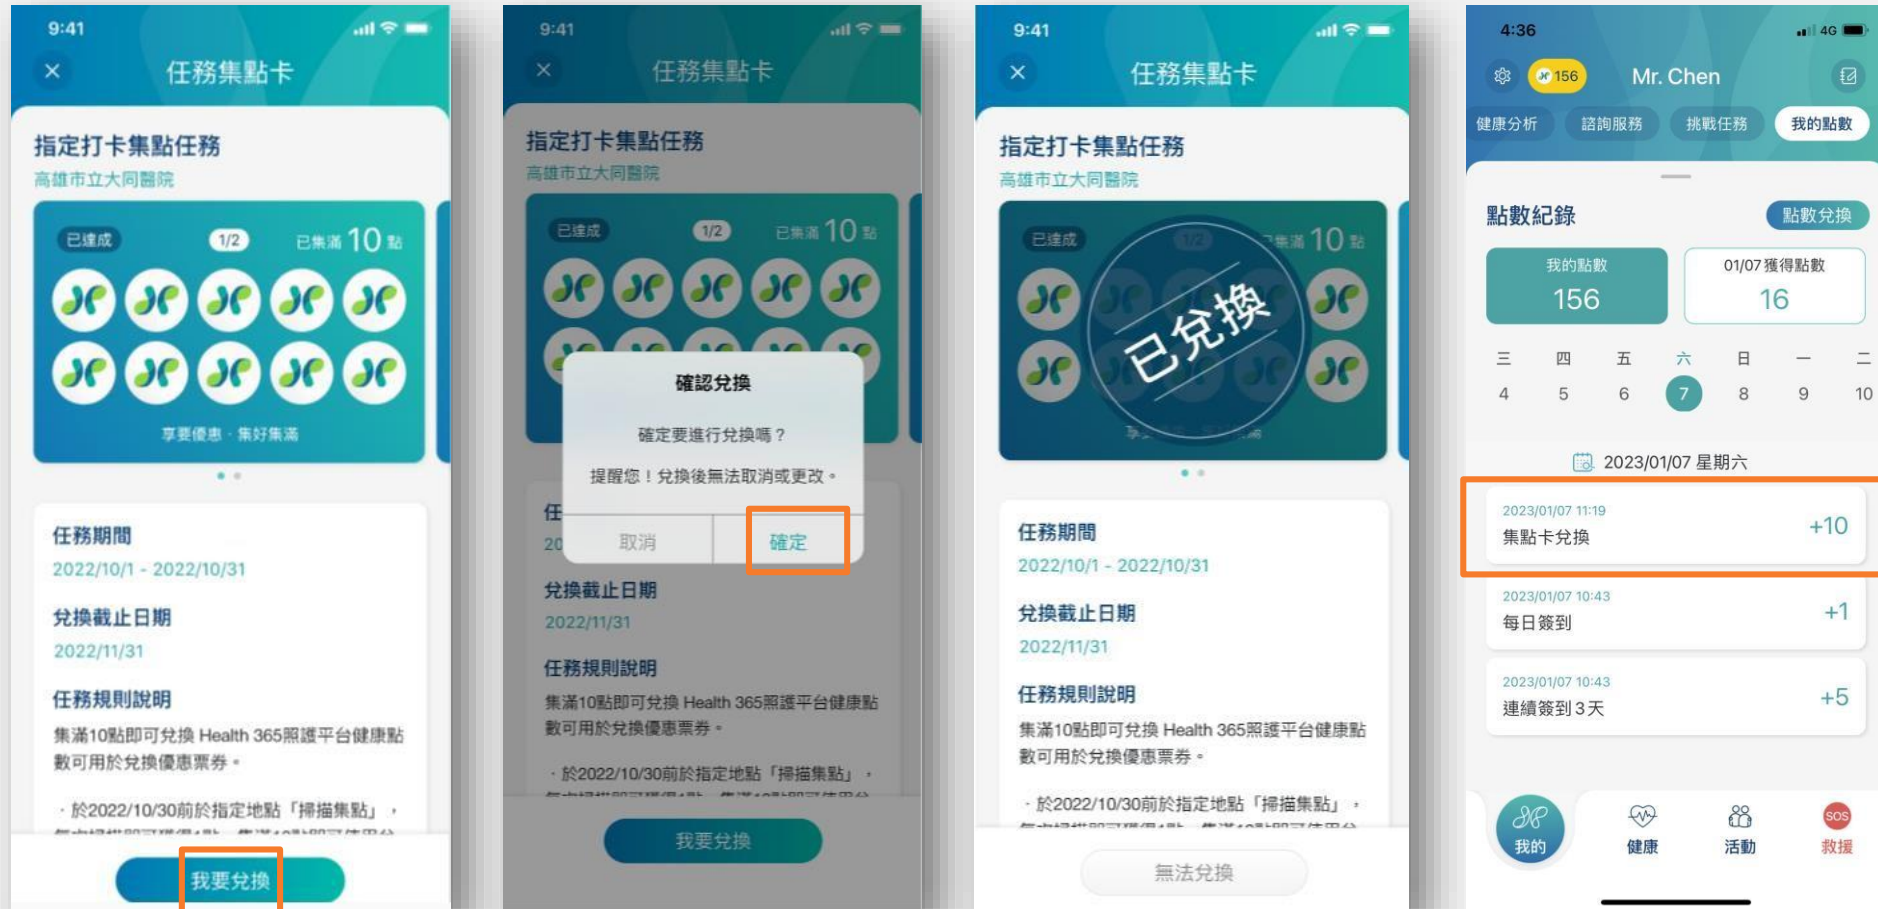 9:41
任務集點卡
指定打卡集點任務
高雄市立大同醫院
已達成
1/2
已集滿 10 點
享要優惠．集好集滿
任務期間
2022/10/1 - 2022/10/31
兌換截止日期
2022/11/31
任務規則說明
集滿10點即可兌換 Health 365照護平台健康點
數可用於兌換優惠票券。
．於2022/10/30前於指定地點「掃描集點」，
我要兌換
9:41
任務集點卡
指定打卡集點任務
高雄市立大同醫院
已達成
1/2
已集滿 10 點
確認兌換
確定要進行兌換嗎？
提醒您！兌換後無法取消或更改。
取消
確定
任
20
兌換截止日期
2022/11/31
任務規則說明
集滿10點即可兌換 Health 365照護平台健康點
數可用於兌換優惠票券。
．於2022/10/30前於指定地點「掃描集點」，
我要兌換
9:41
任務集點卡
指定打卡集點任務
高雄市立大同醫院
已達成
1/2
集滿 10 點
已兌換
任務期間
2022/10/1 - 2022/10/31
兌換截止日期
2022/11/31
任務規則說明
集滿10點即可兌換 Health 365照護平台健康點
數可用於兌換優惠票券。
．於2022/10/30前於指定地點「掃描集點」，
無法兌換
4:36
4G
156
Mr. Chen
健康分析
諮詢服務
挑戰任務
我的點數
點數紀錄
點數兌換
我的點數
156
01/07獲得點數
16
三 四 五 六 日 一 二
4 5 6 7 8 9 10
2023/01/07 星期六
2023/01/07 11:19
集點卡兌換
+10
2023/01/07 10:43
每日簽到
+1
2023/01/07 10:43
連續簽到3天
+5
我的
健康
活動
SOS
救援